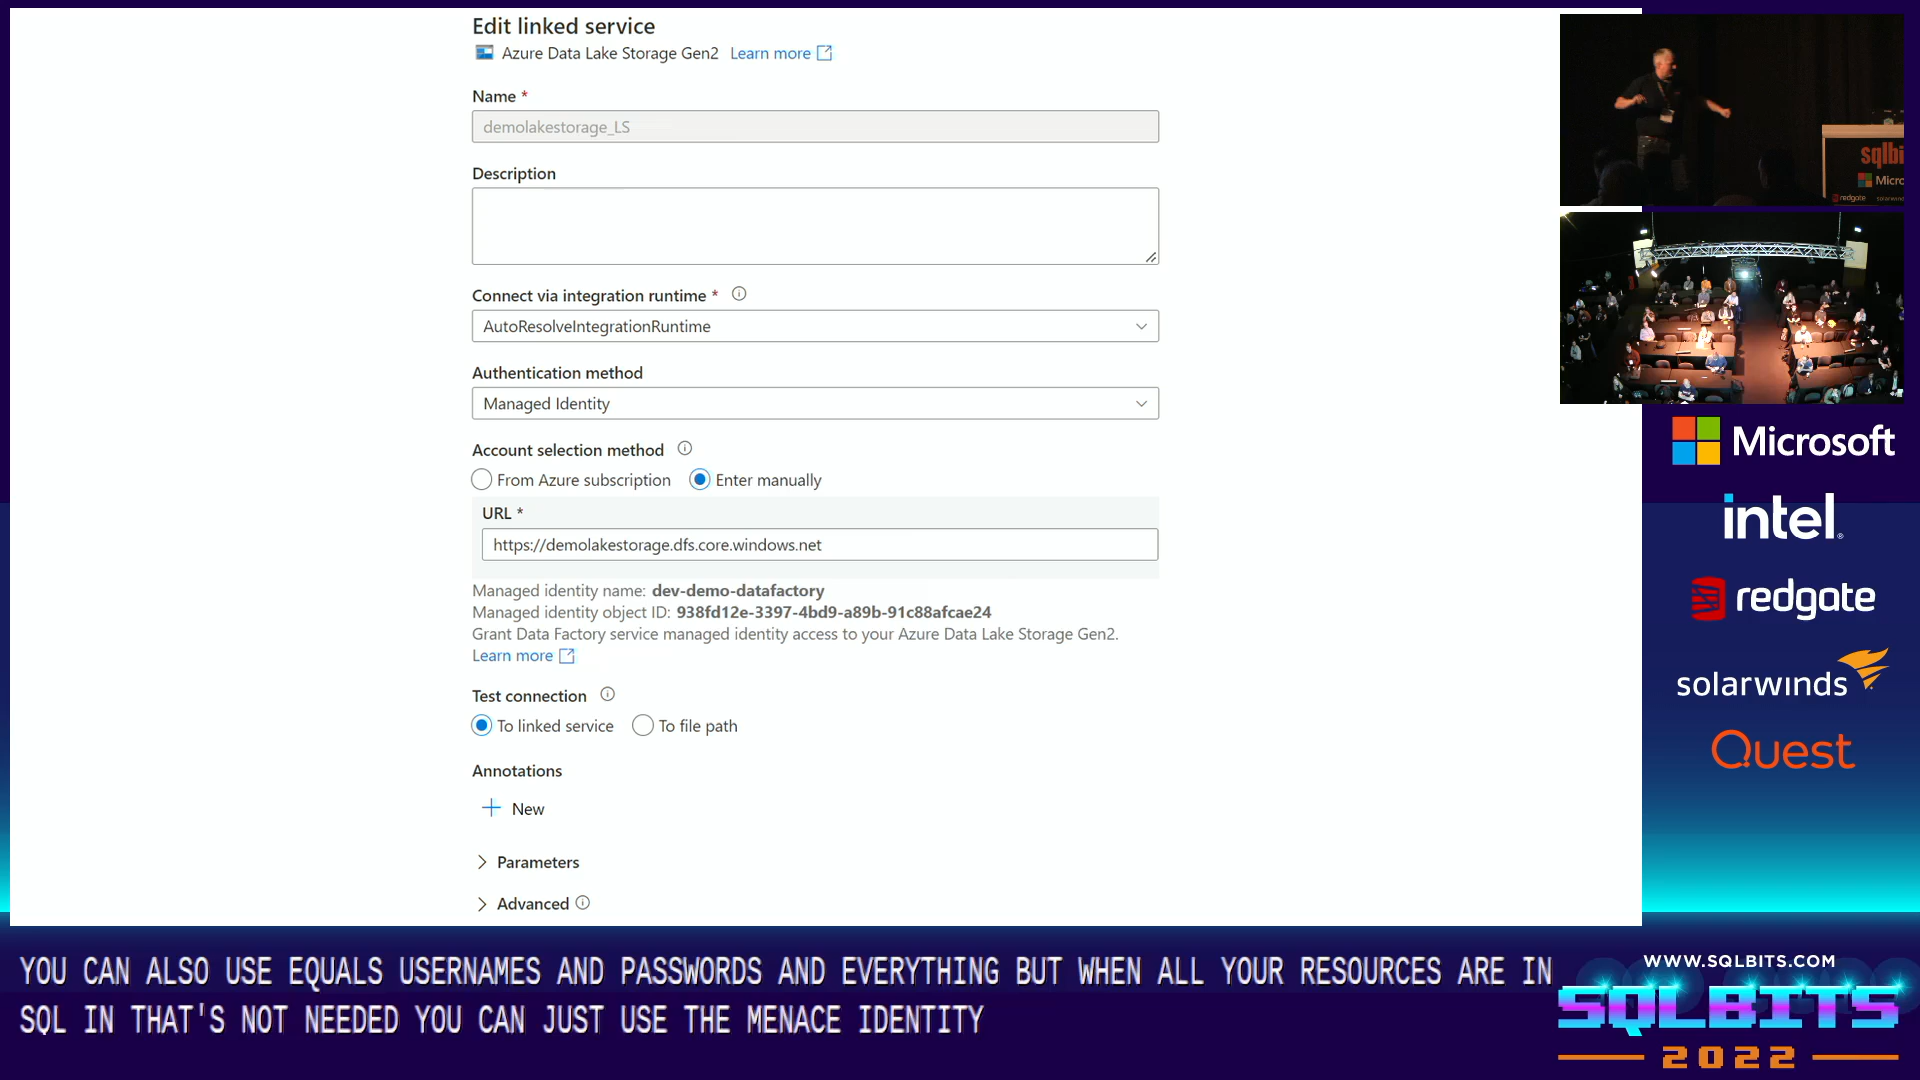 Edit linked service
Azure Data Lake Storage Gen2 Learn more
Name *
demolakestorage_LS
Description
Connect via integration runtime *
AutoResolveIntegrationRuntime
Authentication method
Managed Identity
Account selection method
From Azure subscription Enter manually
URL *
https://demolakestorage.dfs.core.windows.net
Managed identity name: dev-demo-datafactory
Managed identity object ID: 938fd12e-3397-4bd9-a89b-91c88afcae24
Grant Data Factory service managed identity access to your Azure Data Lake Storage Gen2.
Learn more
Test connection
To linked service To file path
Annotations
New
Parameters
Advanced
sqlbi
Micro
redgate solarwinds
Microsoft
intel
redgate
solarwinds
Quest
YOU CAN ALSO USE EQUALS USERNAMES AND PASSWORDS AND EVERYTHING BUT WHEN ALL YOUR RESOURCES ARE IN
SQL IN THAT'S NOT NEEDED YOU CAN JUST USE THE MENACE IDENTITY
WWW.SQLBITS.COM
SQLBITS
2022